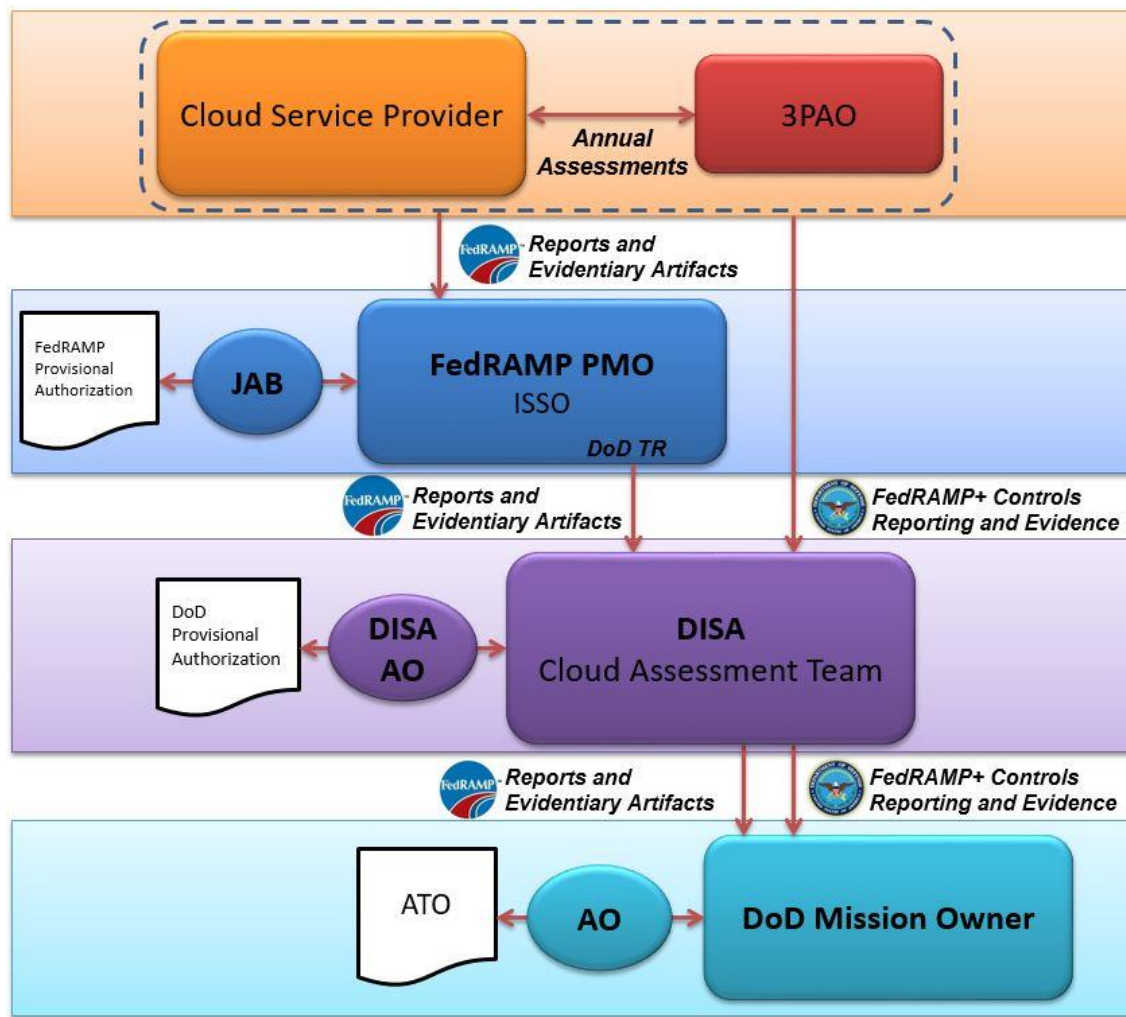 Cloud Service Provider
3PAO
Annual
Assessments
FedRAMP
Reports and
Evidentiary Artifacts
FedRAMP
Provisional
Authorization
JAB
FedRAMP PMO
ISSO
DoD TR
FedRAMP
Reports and
Evidentiary Artifacts
FedRAMP+ Controls
Reporting and Evidence
DoD
Provisional
Authorization
DISA
AO
DISA
Cloud Assessment Team
FedRAMP
Reports and
Evidentiary Artifacts
FedRAMP+ Controls
Reporting and Evidence
ATO
AO
DoD Mission Owner